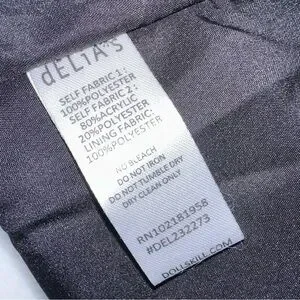 dELiA*s
SELF FABRIC 1:
100%POLYESTER
SELF FABRIC 2:
80%ACRYLIC
20%POLYESTER
LINING FABRIC:
100%POLYESTER
NO BLEACH
DO NOT IRON
DO NOT TUMBLE DRY
DRY CLEAN ONLY
RN102181958
#DEL232273
DOLLSKILL.COM